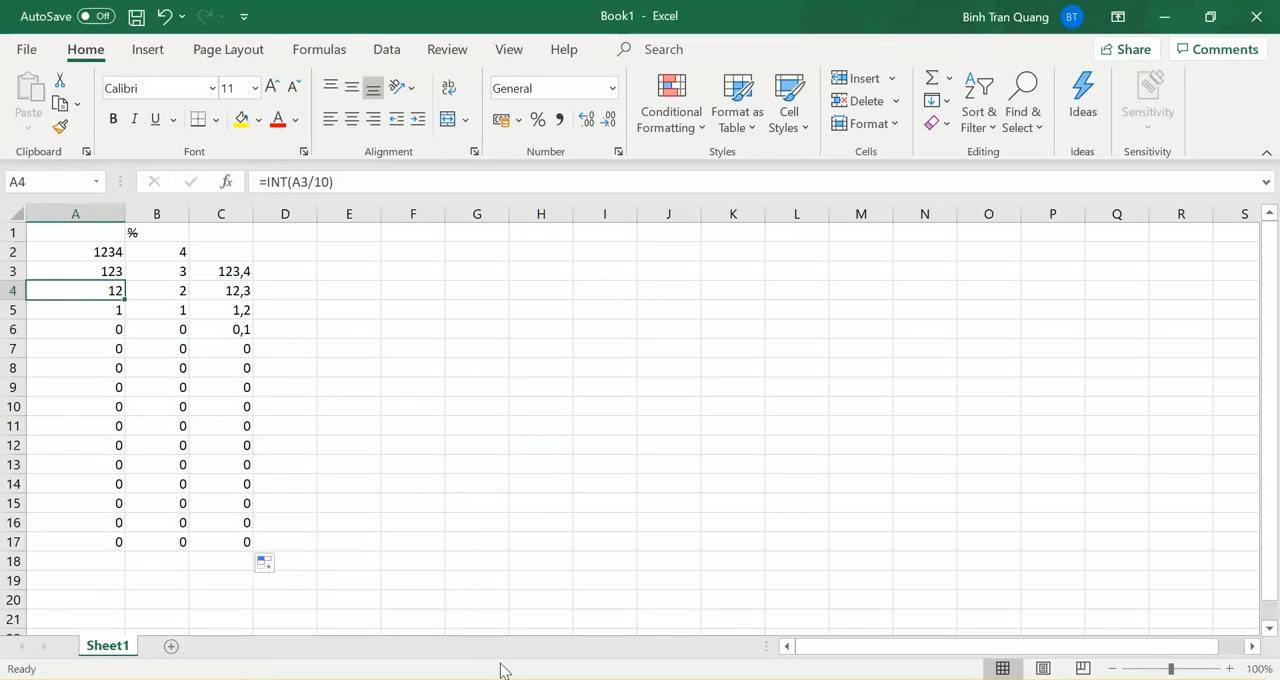 AutoSave Off Book1 - Excel Binh Tran Quang BT
File Home Insert Page Layout Formulas Data Review View Help Search Share Comments
Paste Calibri 11 A^ Aˇ ab General % 9 ,00 ,00 Conditional Formatting Format as Table Cell Styles Insert Delete Format Σ Sort & Filter Find & Select Ideas Sensitivity
B I U A
Clipboard Font Alignment Number Styles Cells Editing Ideas Sensitivity
A4 fx =INT(A3/10)
A B C D E F G H I J K L M N O P Q R S
1 %
2 1234 4
3 123 3 123,4
4 12 2 12,3
5 1 1 1,2
6 0 0 0,1
7 0 0 0
8 0 0 0
9 0 0 0
10 0 0 0
11 0 0 0
12 0 0 0
13 0 0 0
14 0 0 0
15 0 0 0
16 0 0 0
17 0 0 0
18
19
20
21
Sheet1
Ready 100%